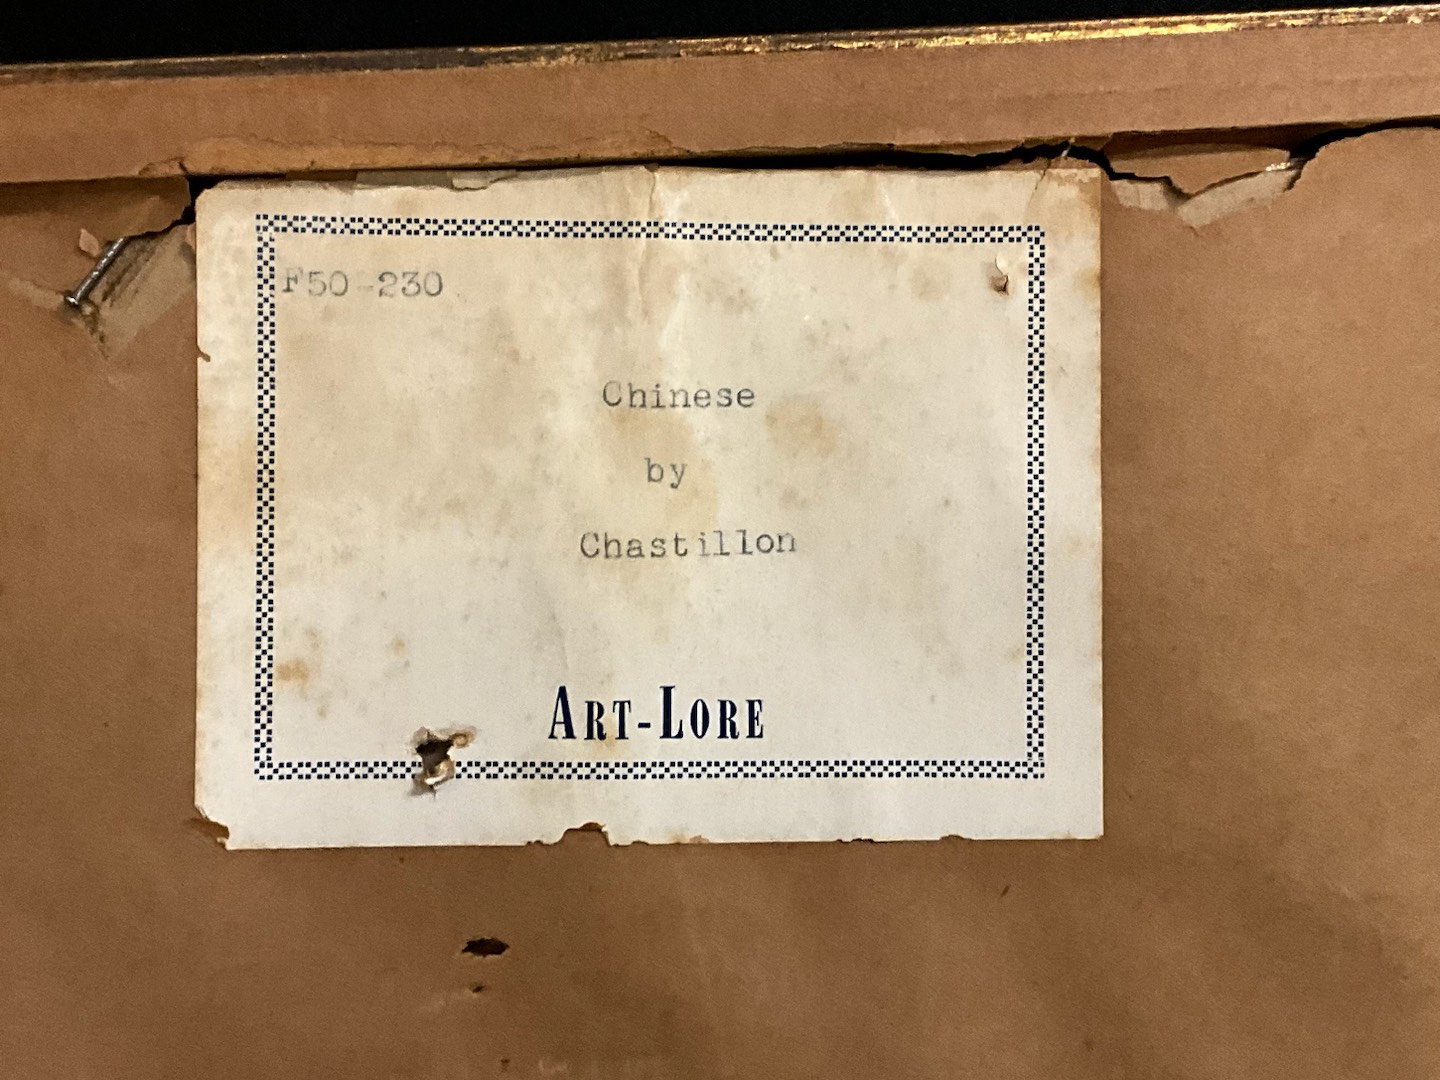 F50-230
Chinese
by
Chastillon
ART-LORE